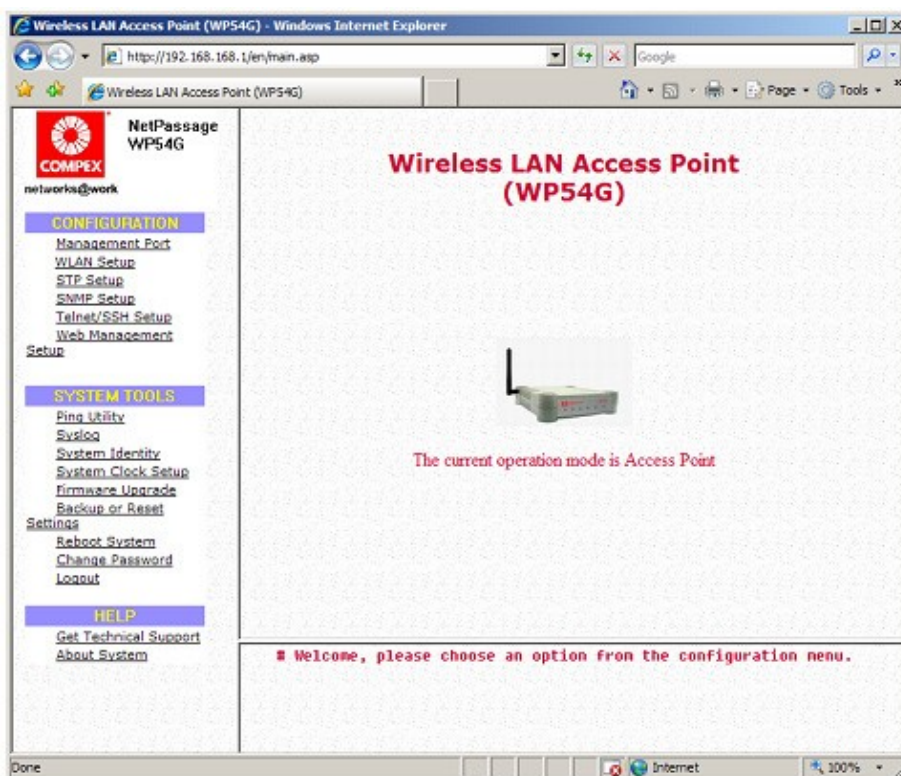 Wireless LAN Access Point (WP54G) - Windows Internet Explorer
http://192.168.168.1/en/main.asp
Google
Wireless LAN Access Point (WP54G)
Page
Tools
COMPEX
networks@work
NetPassage
WP54G
CONFIGURATION
Management Port
WLAN Setup
STP Setup
SNMP Setup
Telnet/SSH Setup
Web Management
Setup
SYSTEM TOOLS
Ping Utility
Syslog
System Identity
System Clock Setup
Firmware Upgrade
Backup or Reset
Settings
Reboot System
Change Password
Logout
HELP
Get Technical Support
About System
Wireless LAN Access Point
(WP54G)
The current operation mode is Access Point
# Welcome, please choose an option from the configuration menu.
Done
Internet
100%